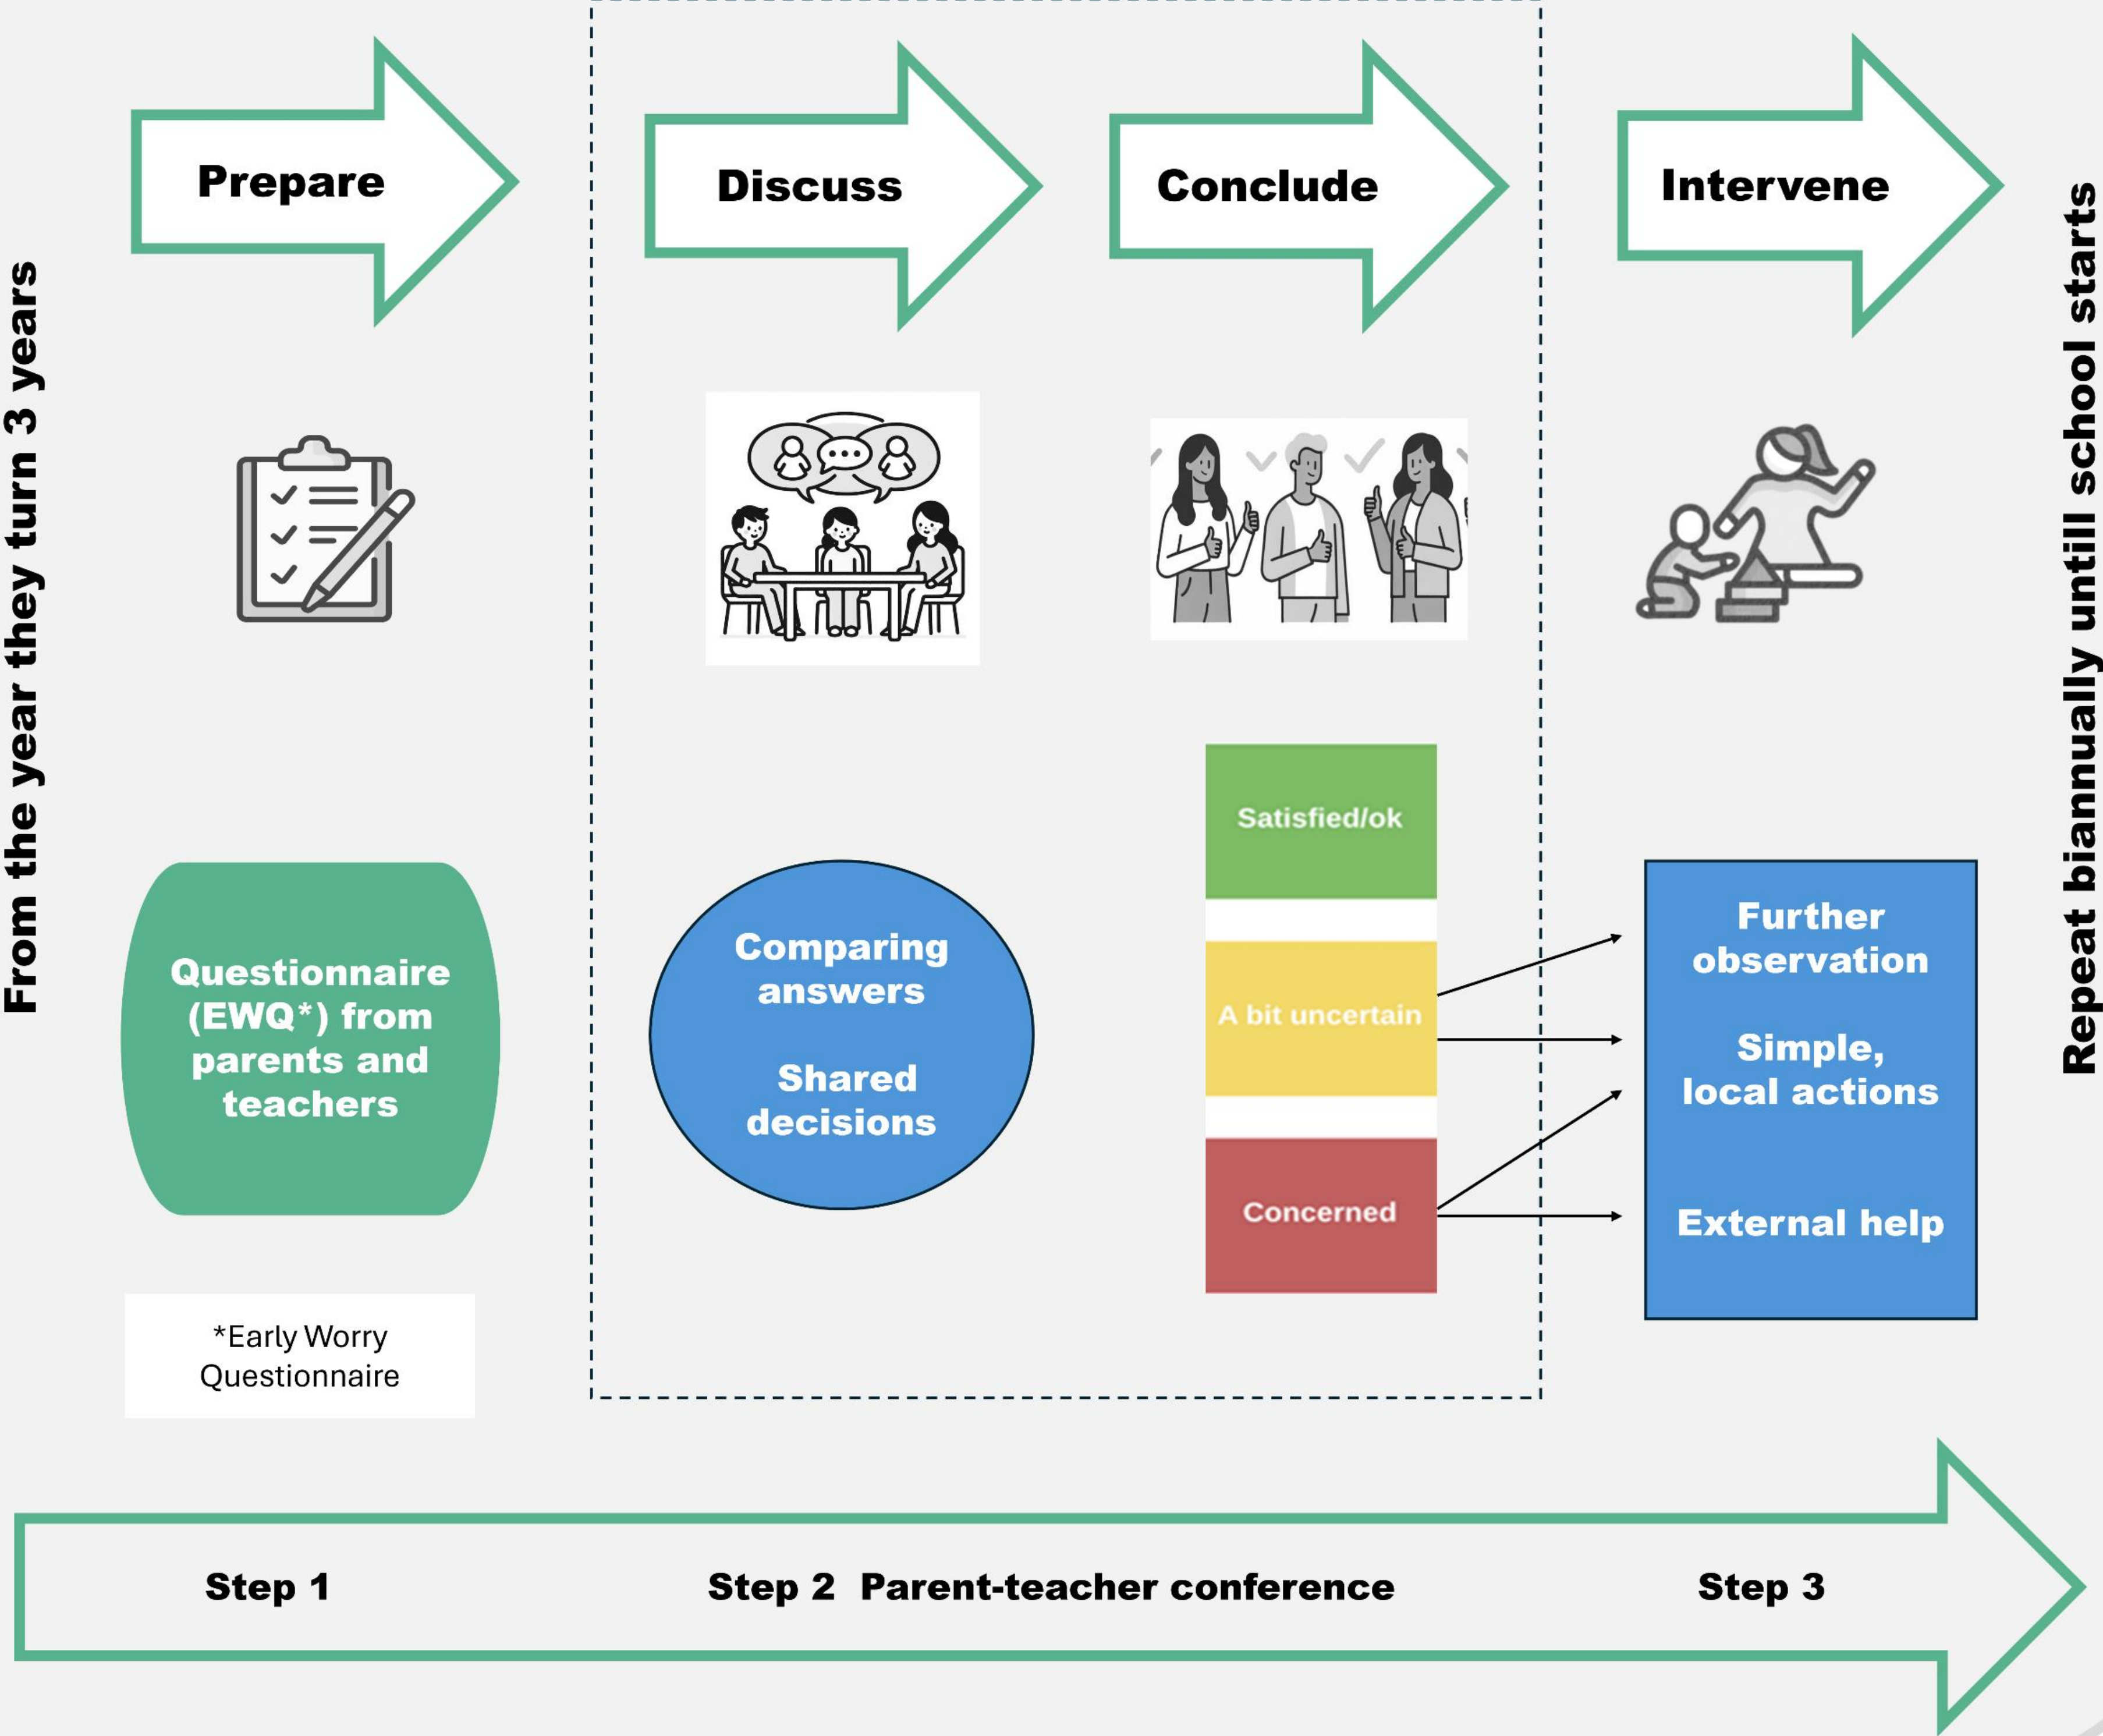 From the year they turn 3 years
Prepare
Discuss
Conclude
Intervene
Repeat biannually untill school starts
Questionnaire
(EWQ*) from
parents and
teachers
*Early Worry
Questionnaire
Comparing
answers
Shared
decisions
Satisfied/ok
A bit uncertain
Concerned
Further
observation
Simple,
local actions
External help
Step 1
Step 2 Parent-teacher conference
Step 3